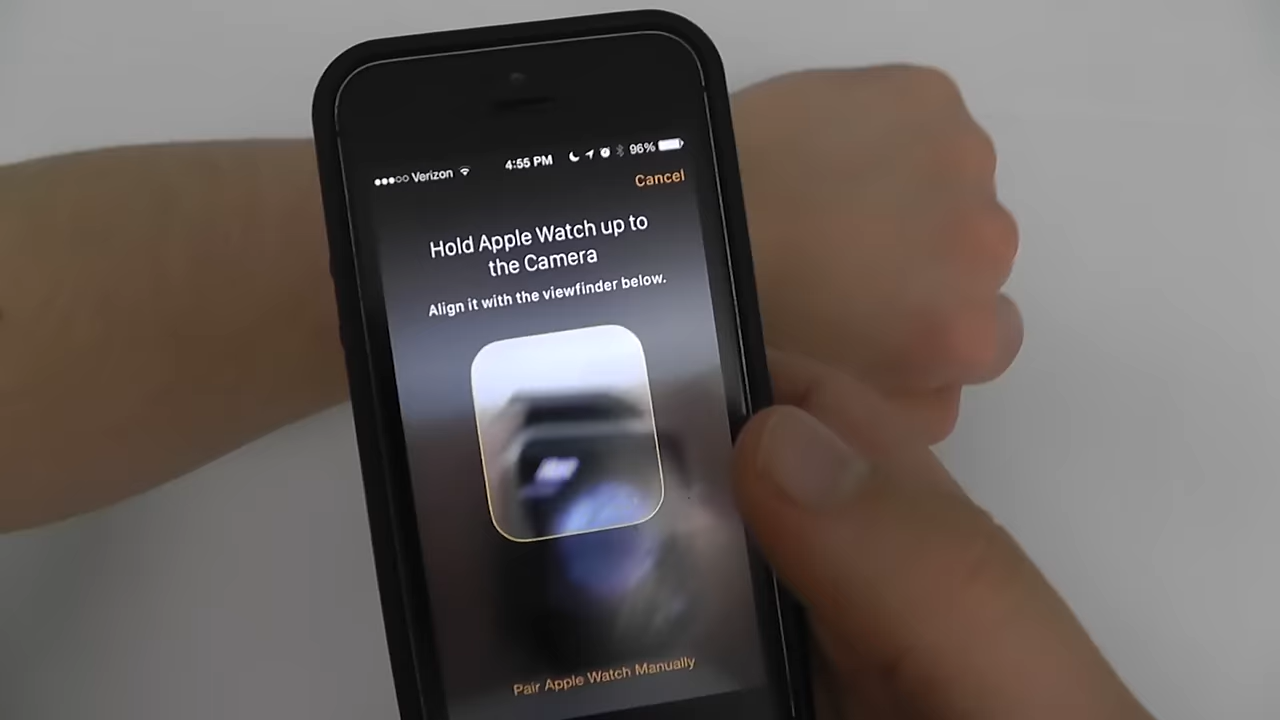 Verizon 4:55 PM 96%
Cancel
Hold Apple Watch up to
the Camera
Align it with the viewfinder below.
Pair Apple Watch Manually